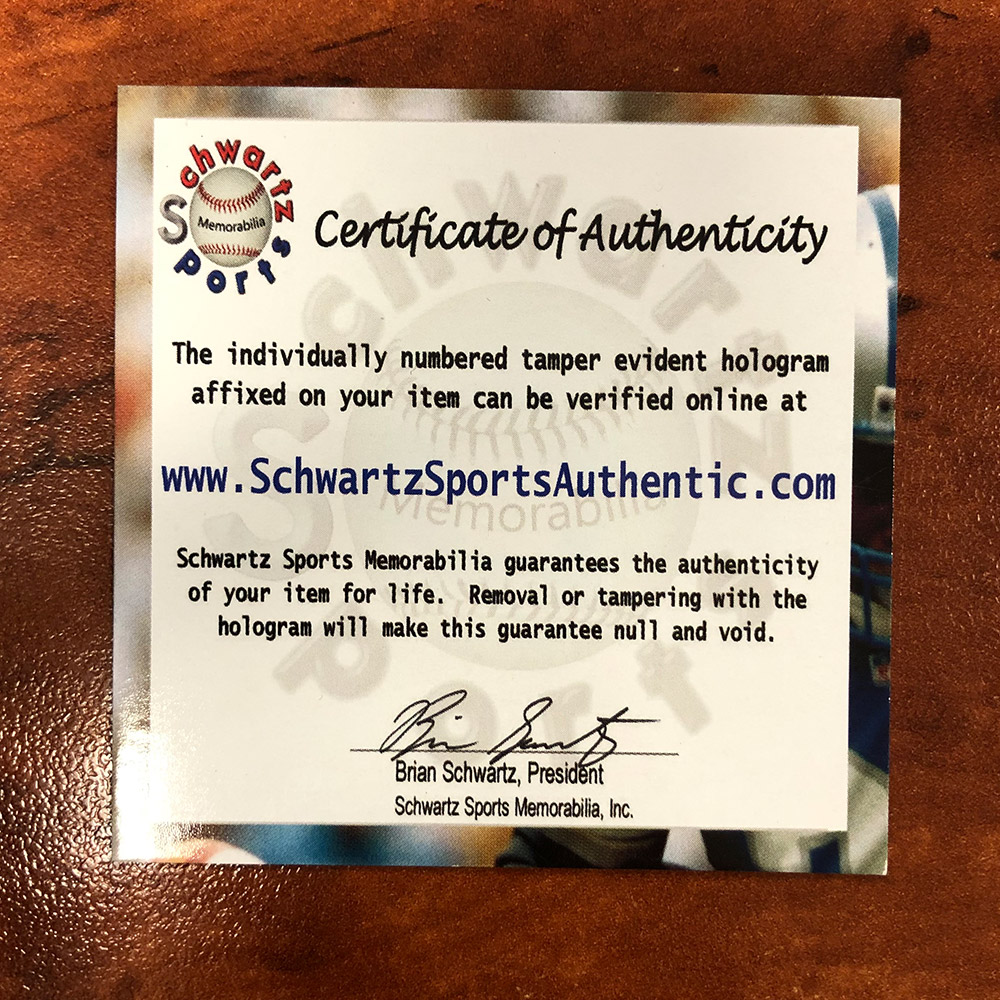 Schwartz
Memorabilia
Sports
Certificate of Authenticity
The individually numbered tamper evident hologram
affixed on your item can be verified online at
www.SchwartzSportsAuthentic.com
Schwartz Sports Memorabilia guarantees the authenticity
of your item for life. Removal or tampering with the
hologram will make this guarantee null and void.
Brian Schwartz
Brian Schwartz, President
Schwartz Sports Memorabilia, Inc.